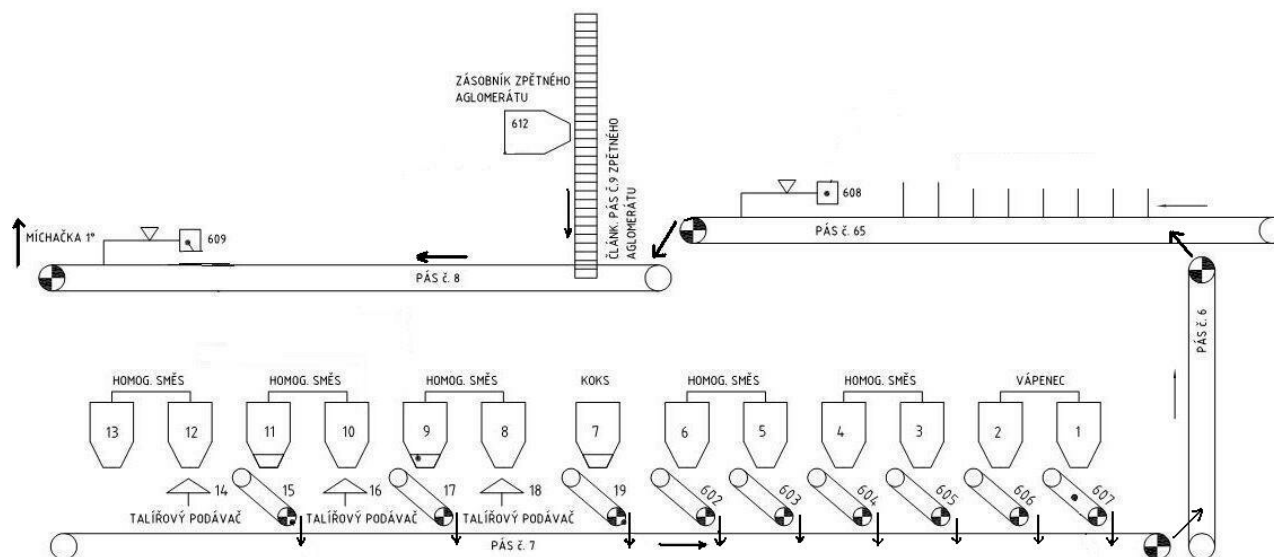 ZÁSOBNÍK ZPĚTNÉHO
AGLOMERÁTU
612
ČLÁNK. PÁS Č.9 ZPĚTNÉHO
AGLOMERÁTU
608
PÁS č. 65
MÍCHAČKA 1°
609
PÁS č. 8
PÁS č. 6
HOMOG. SMĚS
HOMOG. SMĚS
HOMOG. SMĚS
KOKS
HOMOG. SMĚS
HOMOG. SMĚS
VÁPENEC
13
12
11
10
9
8
7
6
5
4
3
2
1
14
15
16
17
18
19
602
603
604
605
606
607
TALÍŘOVÝ PODÁVAČ
TALÍŘOVÝ PODÁVAČ
TALÍŘOVÝ PODÁVAČ
PÁS č. 7